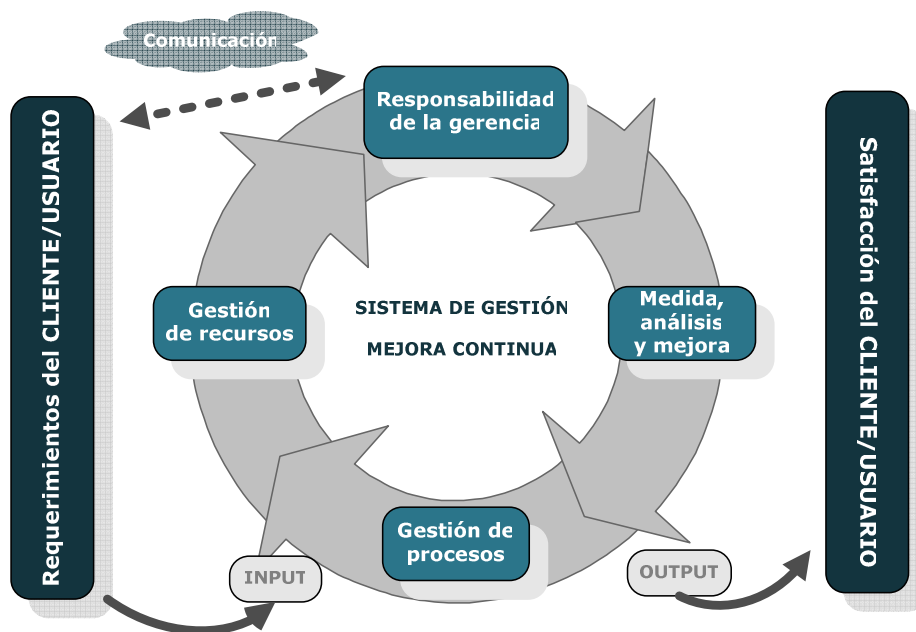 Comunicación
Requerimientos del CLIENTE/USUARIO
Responsabilidad
de la gerencia
Satisfacción del CLIENTE/USUARIO
Gestión
de recursos
SISTEMA DE GESTIÓN
MEJORA CONTINUA
Medida,
análisis
y mejora
Gestión de
procesos
INPUT
OUTPUT